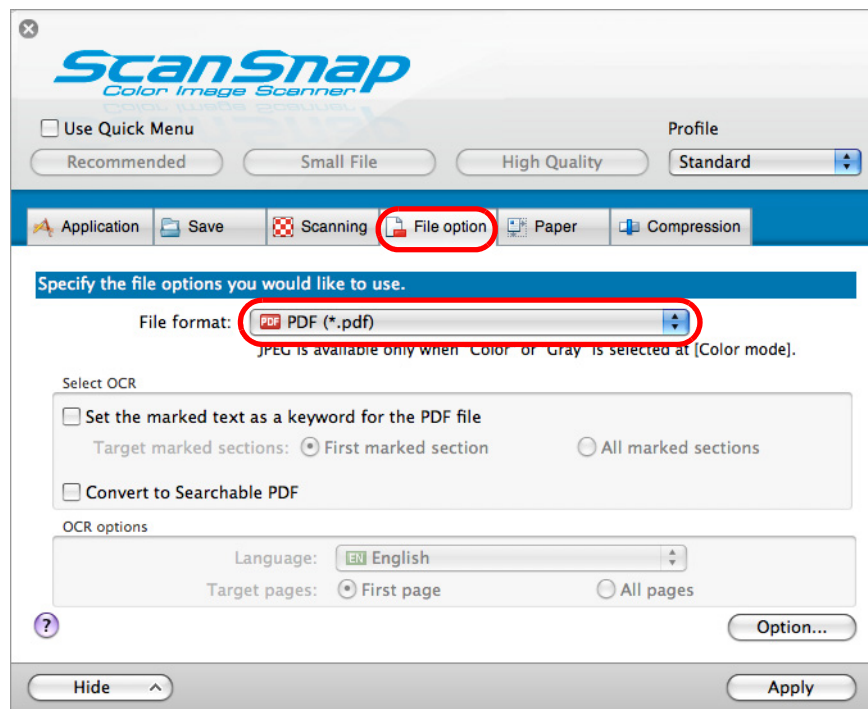 ScanSnap
Color Image Scanner
Use Quick Menu
Profile
Recommended Small File High Quality Standard
Application Save Scanning File option Paper Compression
Specify the file options you would like to use.
File format: PDF PDF (*.pdf)
JPEG is available only when "Color" or "Gray" is selected at [Color mode].
Select OCR
Set the marked text as a keyword for the PDF file
Target marked sections: First marked section All marked sections
Convert to Searchable PDF
OCR options
Language: EN English
Target pages: First page All pages
? Option...
Hide Apply